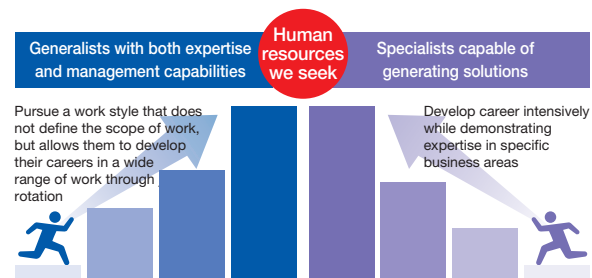 Human
resources
we seek
Generalists with both expertise
and management capabilities
Specialists capable of
generating solutions
Pursue a work style that does
not define the scope of work,
but allows them to develop
their careers in a wide
range of work through
rotation
Develop career intensively
while demonstrating
expertise in specific
business areas